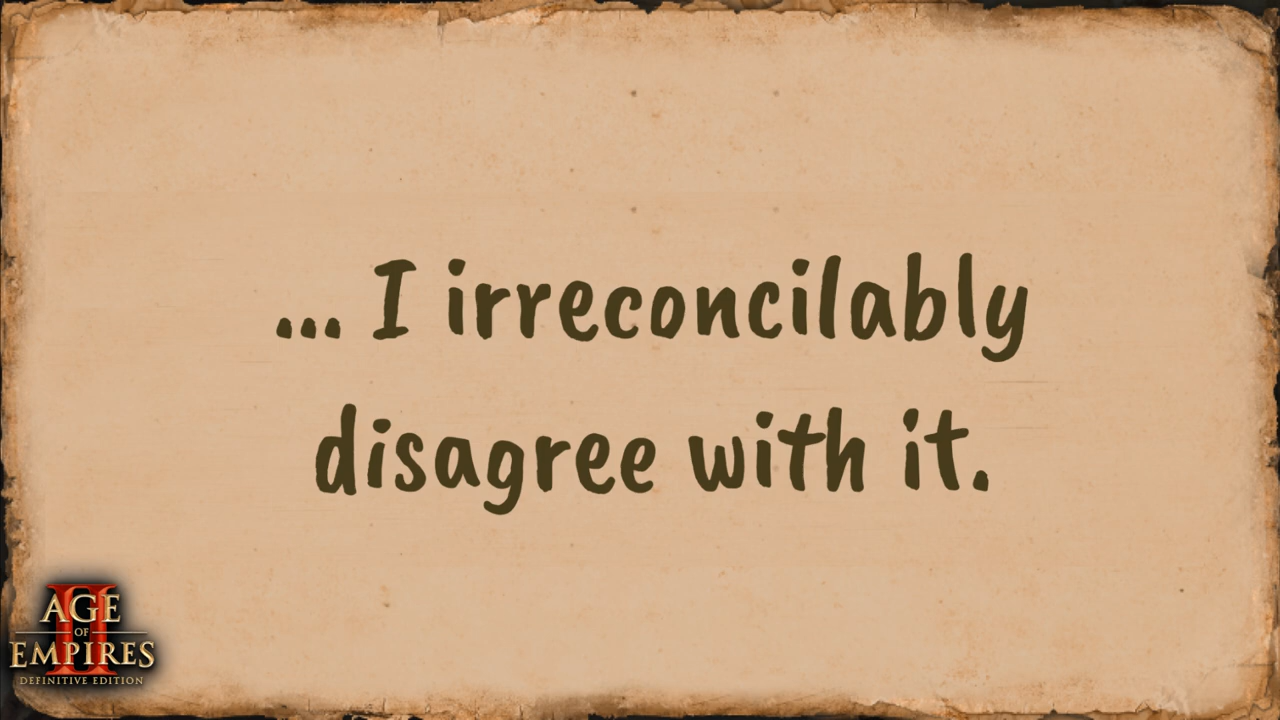 ... I irreconcilably
disagree with it.
AGE
OF
EMPIRES
II
DEFINITIVE EDITION